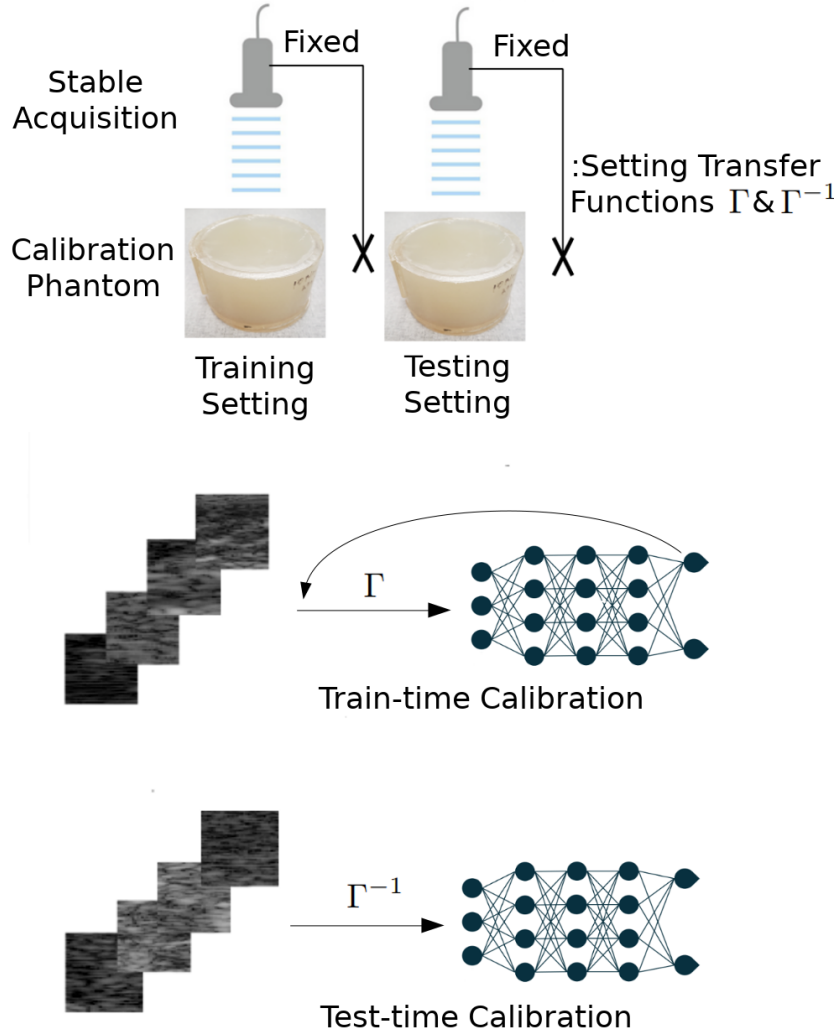 Fixed
Fixed
Stable
Acquisition
:Setting Transfer
Functions Γ & Γ⁻¹
Calibration
Phantom
Training
Setting
Testing
Setting
Γ
Train-time Calibration
Γ⁻¹
Test-time Calibration